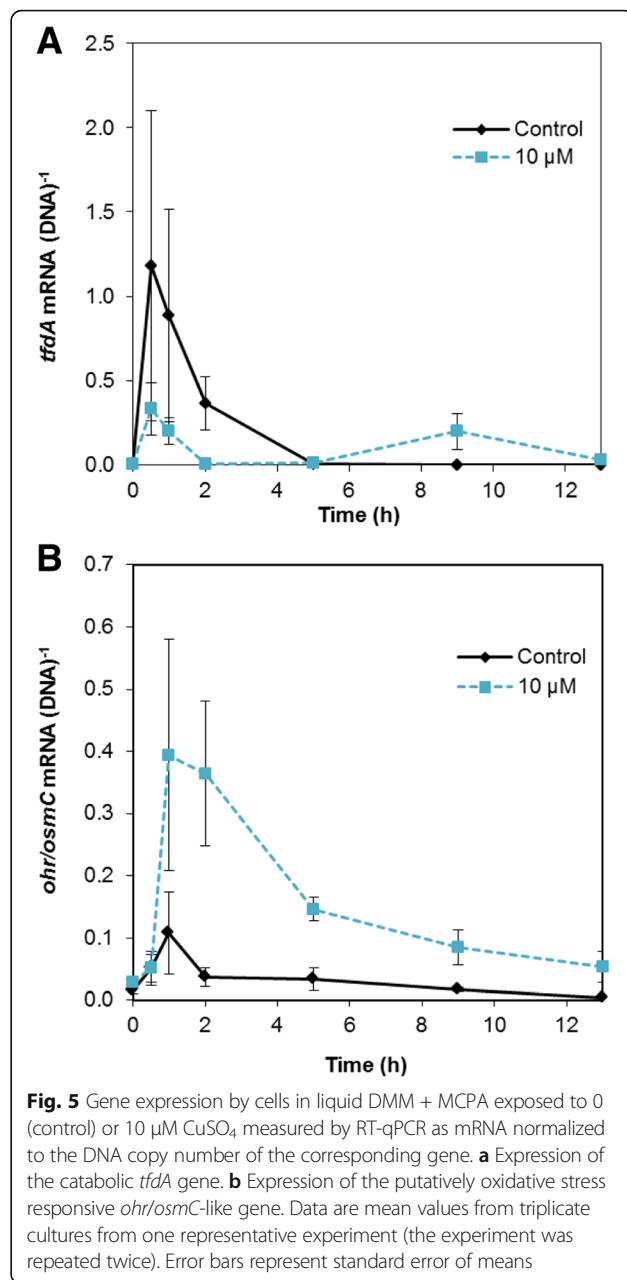 A
2.5
2.0
1.5
1.0
0.5
0.0
tfdA mRNA (DNA)⁻¹
Control
10 µM
0 2 4 6 8 10 12
Time (h)
B
0.7
0.6
0.5
0.4
0.3
0.2
0.1
0.0
ohr/osmC mRNA (DNA)⁻¹
Control
10 µM
0 2 4 6 8 10 12
Time (h)
Fig. 5 Gene expression by cells in liquid DMM + MCPA exposed to 0
(control) or 10 µM CuSO₄ measured by RT-qPCR as mRNA normalized
to the DNA copy number of the corresponding gene. a Expression of
the catabolic tfdA gene. b Expression of the putatively oxidative stress
responsive ohr/osmC-like gene. Data are mean values from triplicate
cultures from one representative experiment (the experiment was
repeated twice). Error bars represent standard error of means